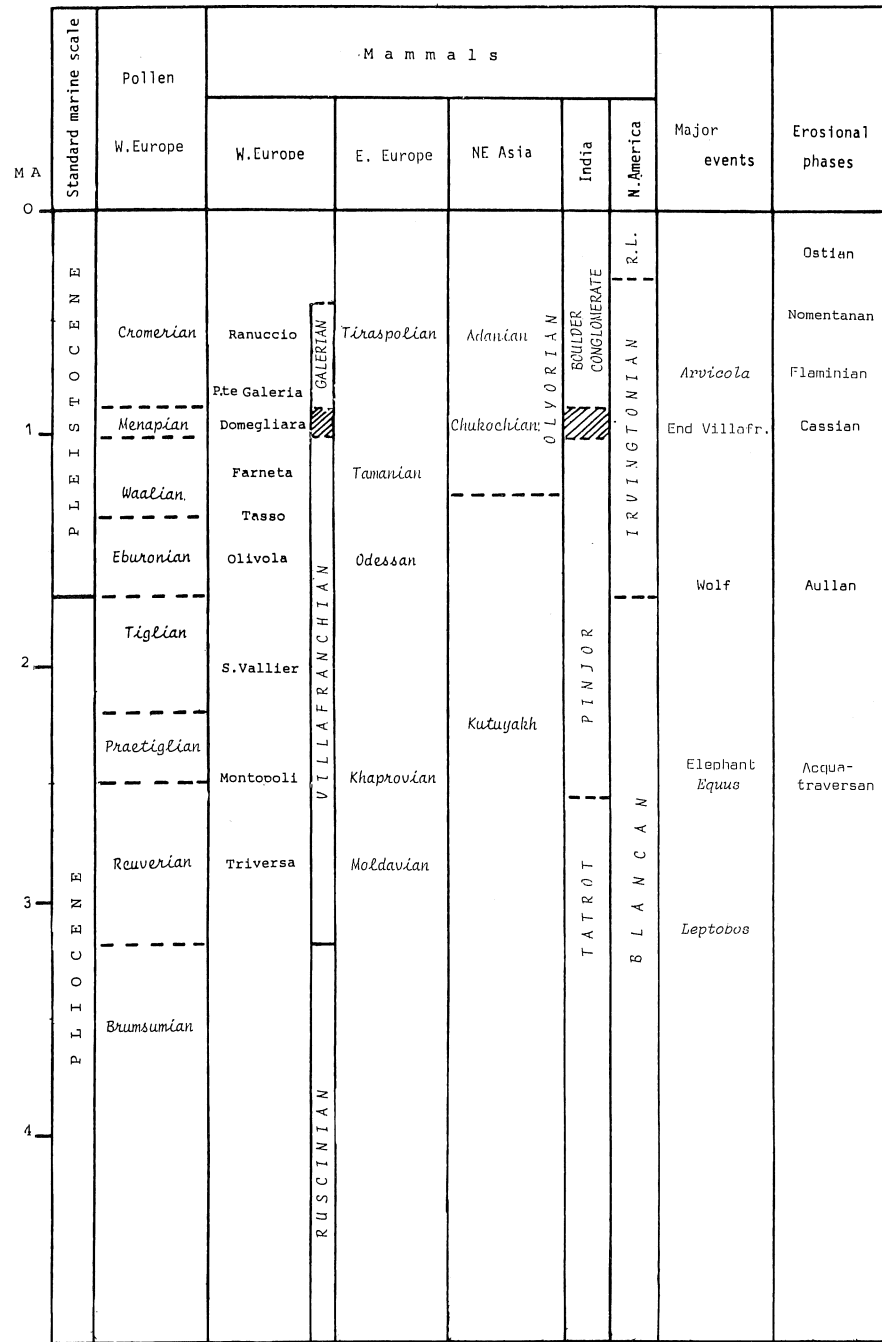 Standard marine scale
Pollen
W.Europe
Mammals
W.Europe
E. Europe
NE Asia
India
N.America
Major
events
Erosional
phases
MA
0
1
2
3
4
PLEISTOCENE
PLIOCENE
Cromerian
Menapian
Waalian
Eburonian
Tiglian
Praetiglian
Reuverian
Brumsumian
Ranuccio
P.te Galeria
Domegliara
Farneta
Tasso
Olivola
S.Vallier
Montopoli
Triversa
GALERIAN
VILLAFRANCHIAN
RUSCINIAN
Tiraspolian
Tamanian
Odessan
Khaprovian
Moldavian
Adanian
Chukochian
Kutuyakh
OLYORIAN
BOULDER
CONGLOMERATE
PINJOR
TATROT
R.L.
IRVINGTONIAN
BLANCAN
Arvicola
End Villafr.
Wolf
Elephant
Equus
Leptobos
Ostian
Nomentanan
Flaminian
Cassian
Aullan
Acqua-
traversan